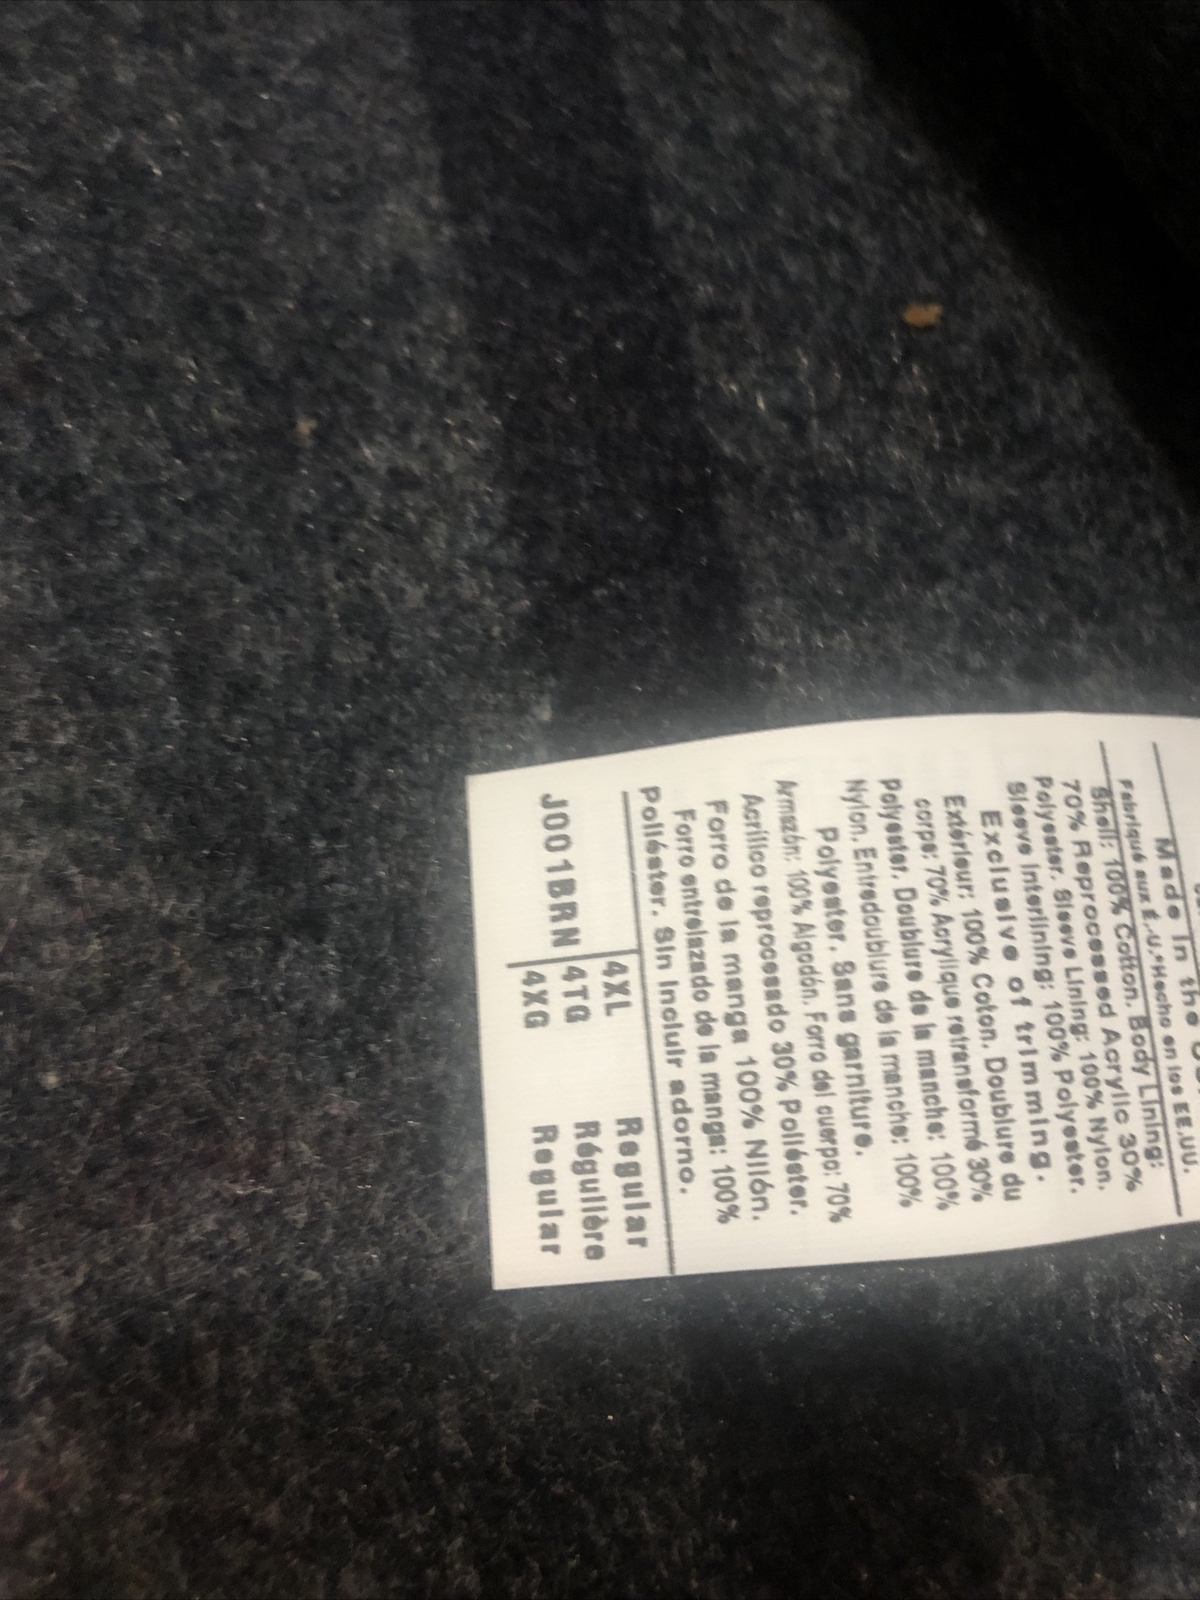 Made in the
Fabriqué aux É.-U.•Hecho en los EE.UU.
Shell: 100% Cotton. Body Lining:
70% Reprocessed Acrylic 30%
Polyester. Sleeve Lining: 100% Nylon.
Sleeve Interlining: 100% Polyester.
Exclusive of trimming.
Extérieur: 100% Coton. Doublure du
corps: 70% Acrylique retransformé 30%
Polyester. Doublure de la manche: 100%
Nylon. Entredoublure de la manche: 100%
Polyester. Sans garniture.
Armazón: 100% Algodón. Forro del cuerpo: 70%
Acrílico reprocesado 30% Poliéster.
Forro de la manga 100% Nilón.
Forro entrelazado de la manga: 100%
Poliéster. Sin incluir adorno.
4XL Regular
J001BRN 4TG Régulière
4XG Regular